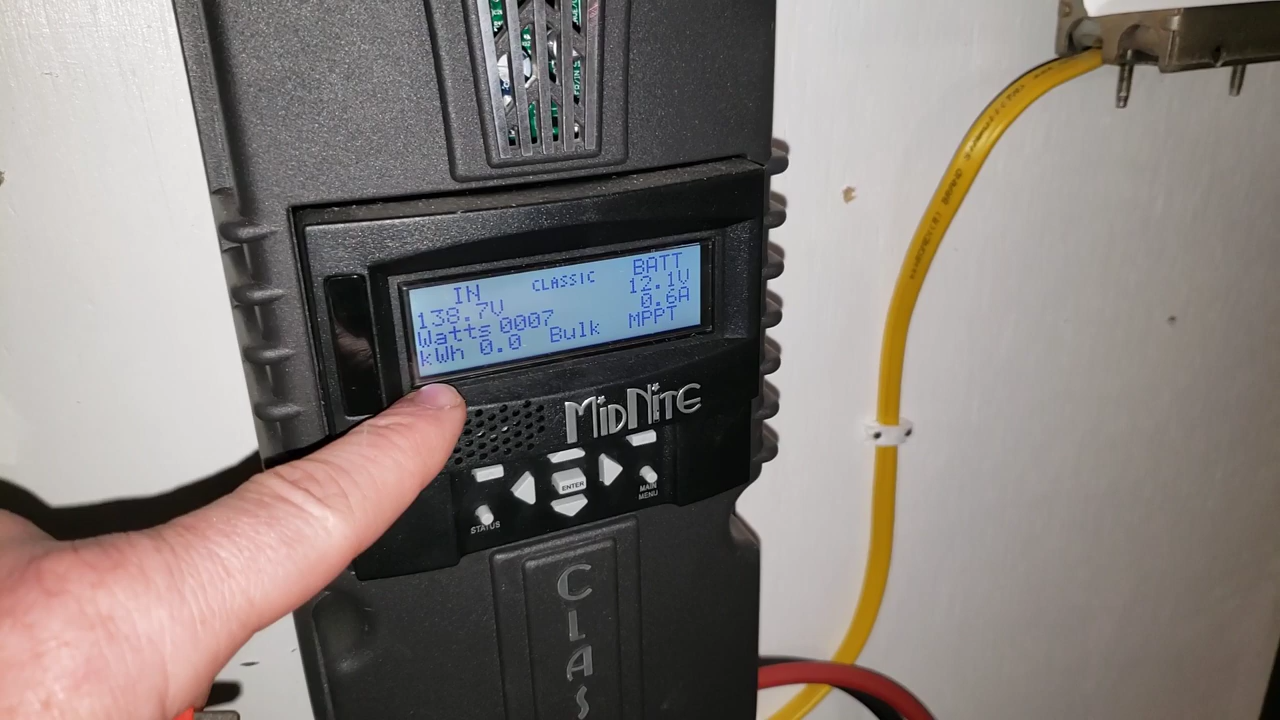 IN CLASSIC BATT
138.7V 12.1V
Watts 0007 0.6A
kWh 0.0 Bulk MPPT
MIDNITE
ENTER
STATUS
MAIN
MENU
CLAS